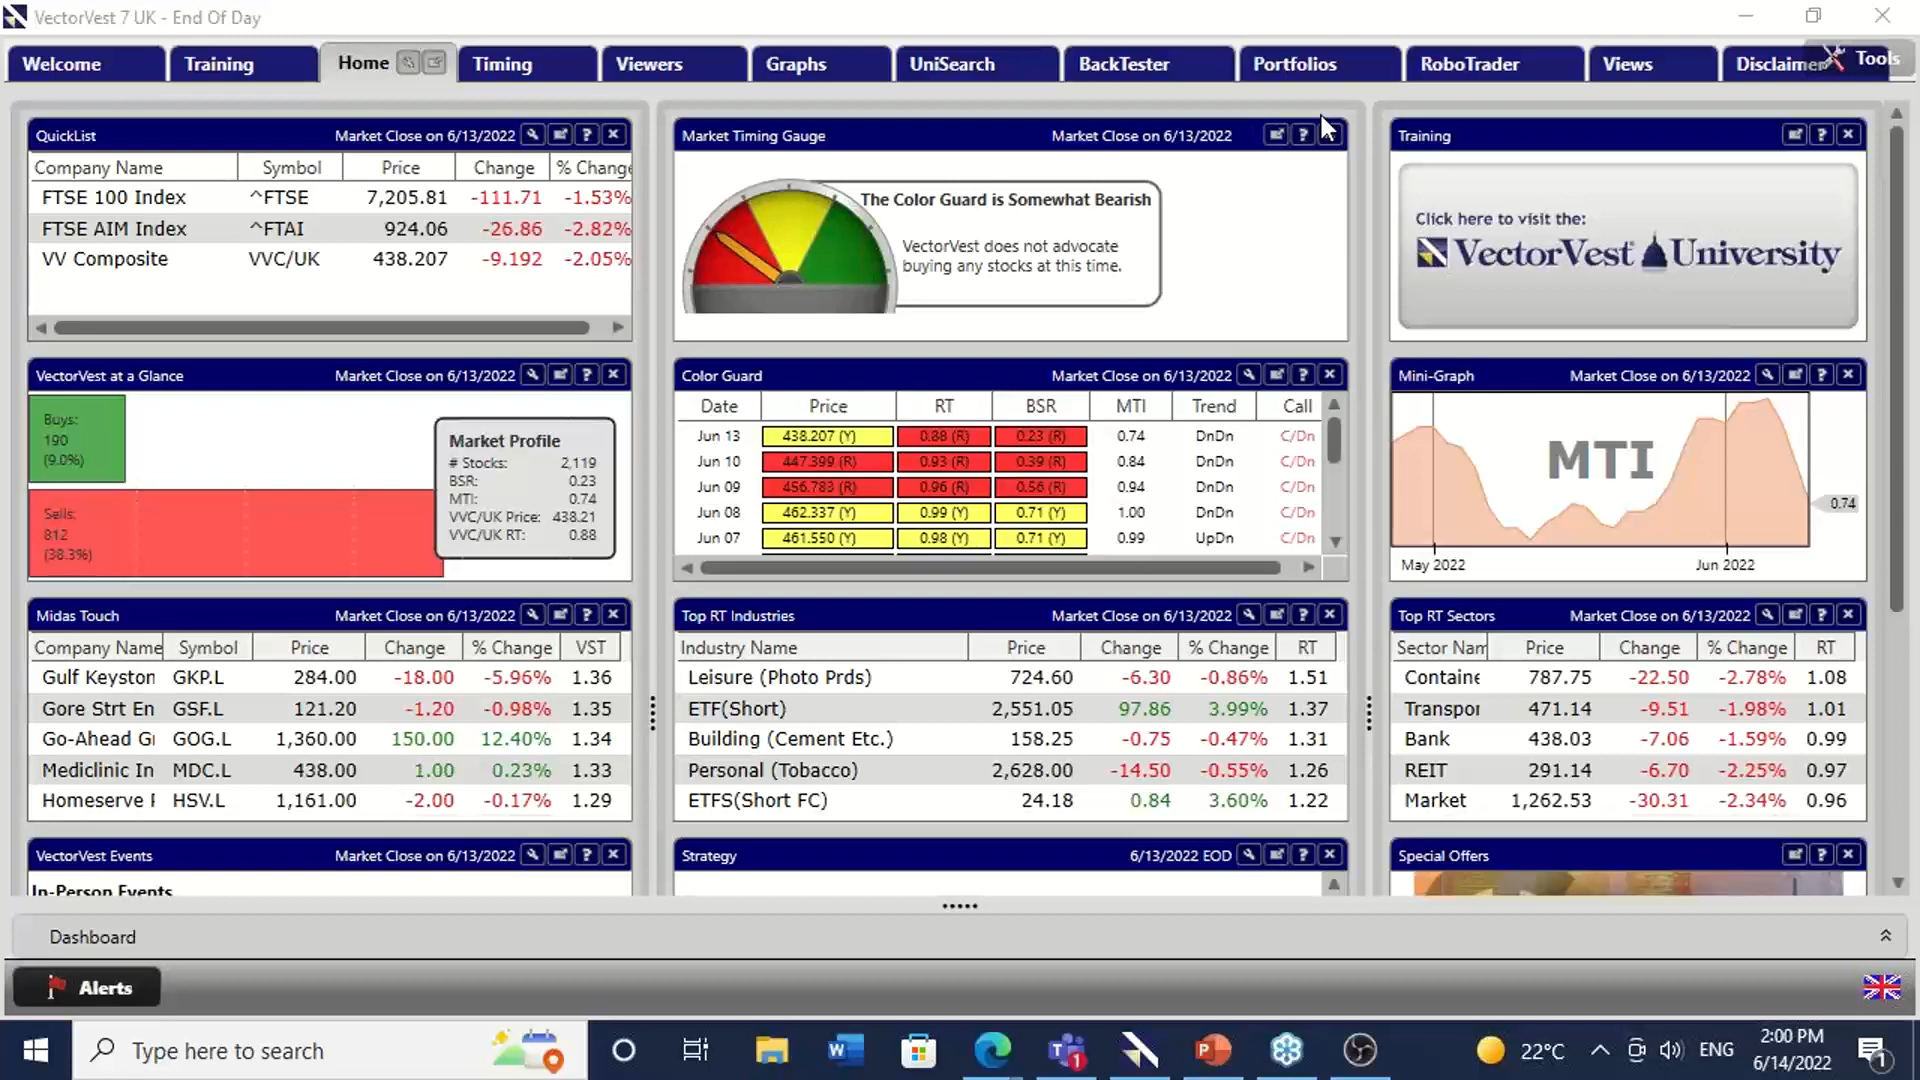 VectorVest 7 UK - End Of Day
Welcome
Training
Home
Timing
Viewers
Graphs
UniSearch
BackTester
Portfolios
RoboTrader
Views
Disclaimer
Tools
QuickList Market Close on 6/13/2022
Company Name Symbol Price Change % Change
FTSE 100 Index ^FTSE 7,205.81 -111.71 -1.53%
FTSE AIM Index ^FTAI 924.06 -26.86 -2.82%
VV Composite VVC/UK 438.207 -9.192 -2.05%
Market Timing Gauge Market Close on 6/13/2022
The Color Guard is Somewhat Bearish
VectorVest does not advocate
buying any stocks at this time.
Training
Click here to visit the:
VectorVest University
VectorVest at a Glance Market Close on 6/13/2022
Buys:
190
(9.0%)
Sells:
812
(38.3%)
Market Profile
# Stocks: 2,119
BSR: 0.23
MTI: 0.74
VVC/UK Price: 438.21
VVC/UK RT: 0.88
Color Guard Market Close on 6/13/2022
Date Price RT BSR MTI Trend Call
Jun 13 438.207 (Y) 0.88 (R) 0.23 (R) 0.74 DnDn C/Dn
Jun 10 447.399 (R) 0.93 (R) 0.39 (R) 0.84 DnDn C/Dn
Jun 09 456.783 (R) 0.96 (R) 0.56 (R) 0.94 DnDn C/Dn
Jun 08 462.337 (Y) 0.99 (Y) 0.71 (Y) 1.00 DnDn C/Dn
Jun 07 461.550 (Y) 0.98 (Y) 0.71 (Y) 0.99 UpDn C/Dn
Mini-Graph Market Close on 6/13/2022
MTI
0.74
May 2022 Jun 2022
Midas Touch Market Close on 6/13/2022
Company Name Symbol Price Change % Change VST
Gulf Keyston GKP.L 284.00 -18.00 -5.96% 1.36
Gore Strt En GSF.L 121.20 -1.20 -0.98% 1.35
Go-Ahead Gr GOG.L 1,360.00 150.00 12.40% 1.34
Mediclinic In MDC.L 438.00 1.00 0.23% 1.33
Homeserve HSV.L 1,161.00 -2.00 -0.17% 1.29
Top RT Industries Market Close on 6/13/2022
Industry Name Price Change % Change RT
Leisure (Photo Prds) 724.60 -6.30 -0.86% 1.51
ETF(Short) 2,551.05 97.86 3.99% 1.37
Building (Cement Etc.) 158.25 -0.75 -0.47% 1.31
Personal (Tobacco) 2,628.00 -14.50 -0.55% 1.26
ETFS(Short FC) 24.18 0.84 3.60% 1.22
Top RT Sectors Market Close on 6/13/2022
Sector Nam Price Change % Change RT
Containe 787.75 -22.50 -2.78% 1.08
Transpor 471.14 -9.51 -1.98% 1.01
Bank 438.03 -7.06 -1.59% 0.99
REIT 291.14 -6.70 -2.25% 0.97
Market 1,262.53 -30.31 -2.34% 0.96
VectorVest Events Market Close on 6/13/2022
In-Person Events
Strategy 6/13/2022 EOD
Special Offers
Dashboard
Alerts
Type here to search
22°C
ENG
2:00 PM
6/14/2022